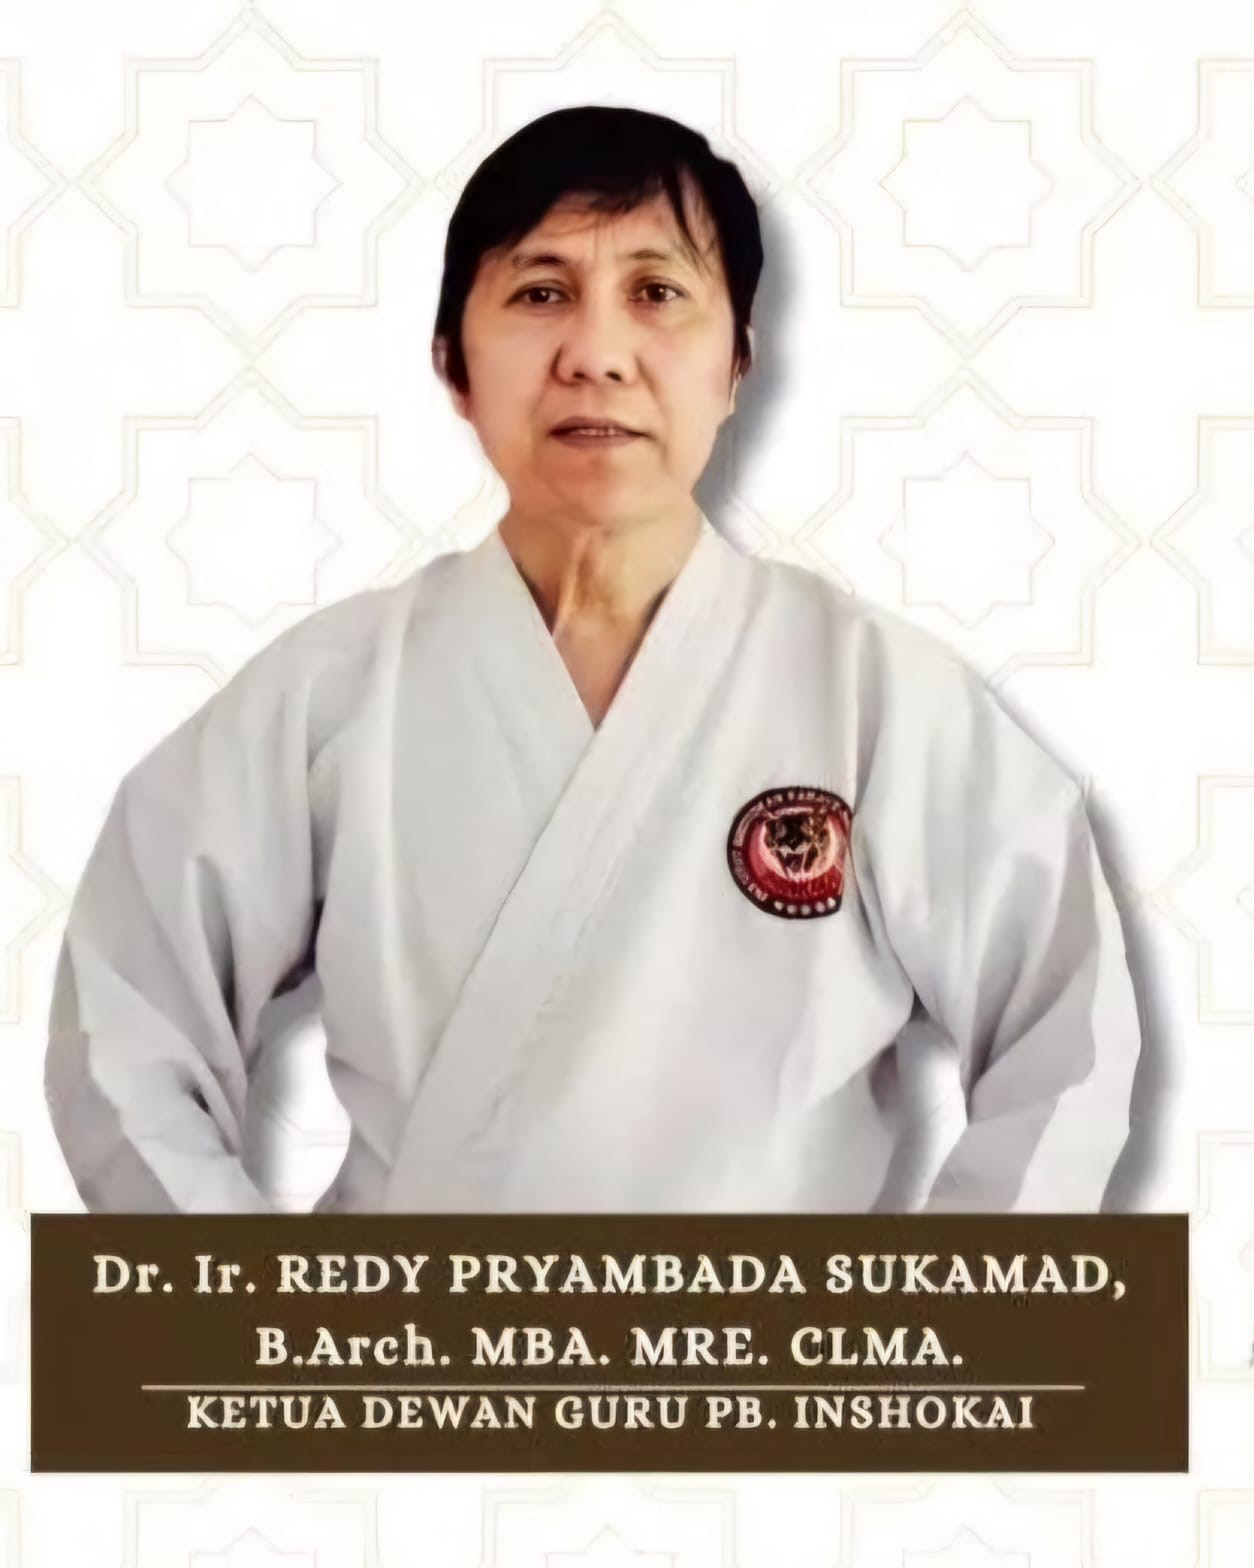 Dr. Ir. REDY PRYAMBADA SUKAMAD,
B.Arch. MBA. MRE. CLMA.
KETUA DEWAN GURU PB. INSHOKAI